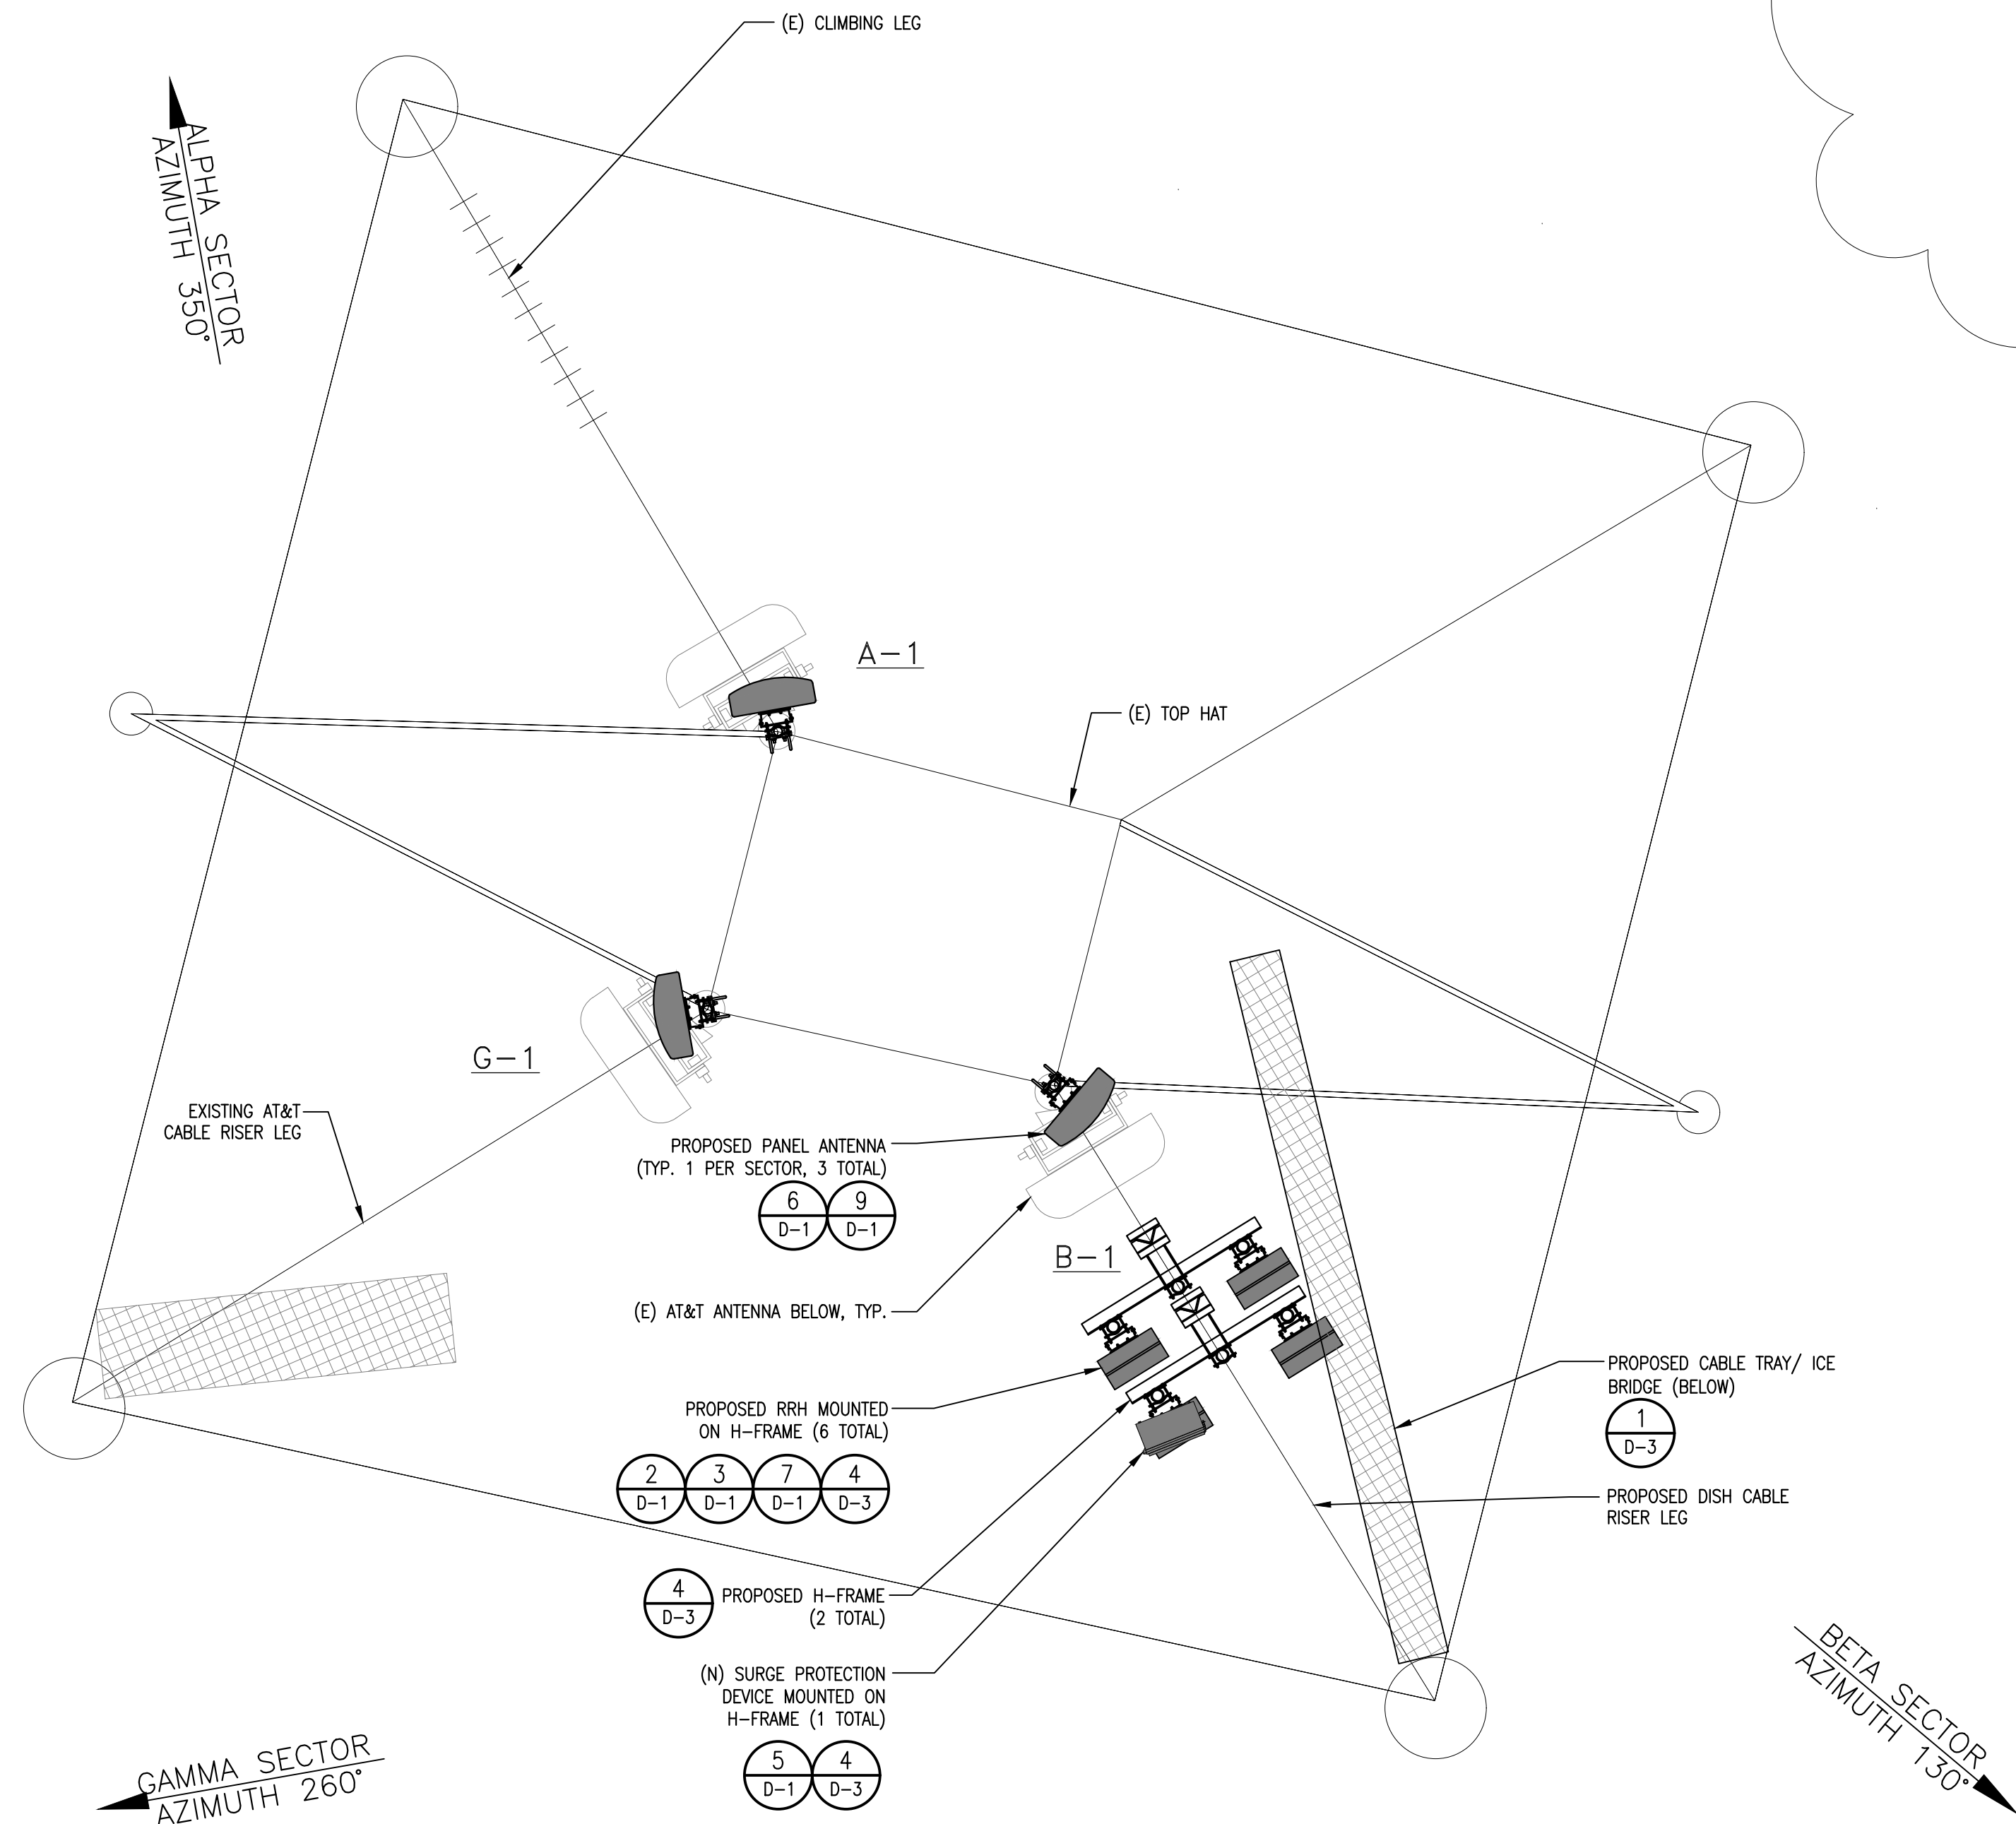 (E) CLIMBING LEG
ALPHA SECTOR
AZIMUTH 350°
A-1
(E) TOP HAT
G-1
EXISTING AT&T
CABLE RISER LEG
PROPOSED PANEL ANTENNA
(TYP. 1 PER SECTOR, 3 TOTAL)
6
D-1
9
D-1
B-1
(E) AT&T ANTENNA BELOW, TYP.
PROPOSED CABLE TRAY/ ICE
BRIDGE (BELOW)
1
D-3
PROPOSED RRH MOUNTED
ON H-FRAME (6 TOTAL)
2
D-1
3
D-1
7
D-1
4
D-3
PROPOSED DISH CABLE
RISER LEG
4
D-3
PROPOSED H-FRAME
(2 TOTAL)
(N) SURGE PROTECTION
DEVICE MOUNTED ON
H-FRAME (1 TOTAL)
5
D-1
4
D-3
GAMMA SECTOR
AZIMUTH 260°
BETA SECTOR
AZIMUTH 130°